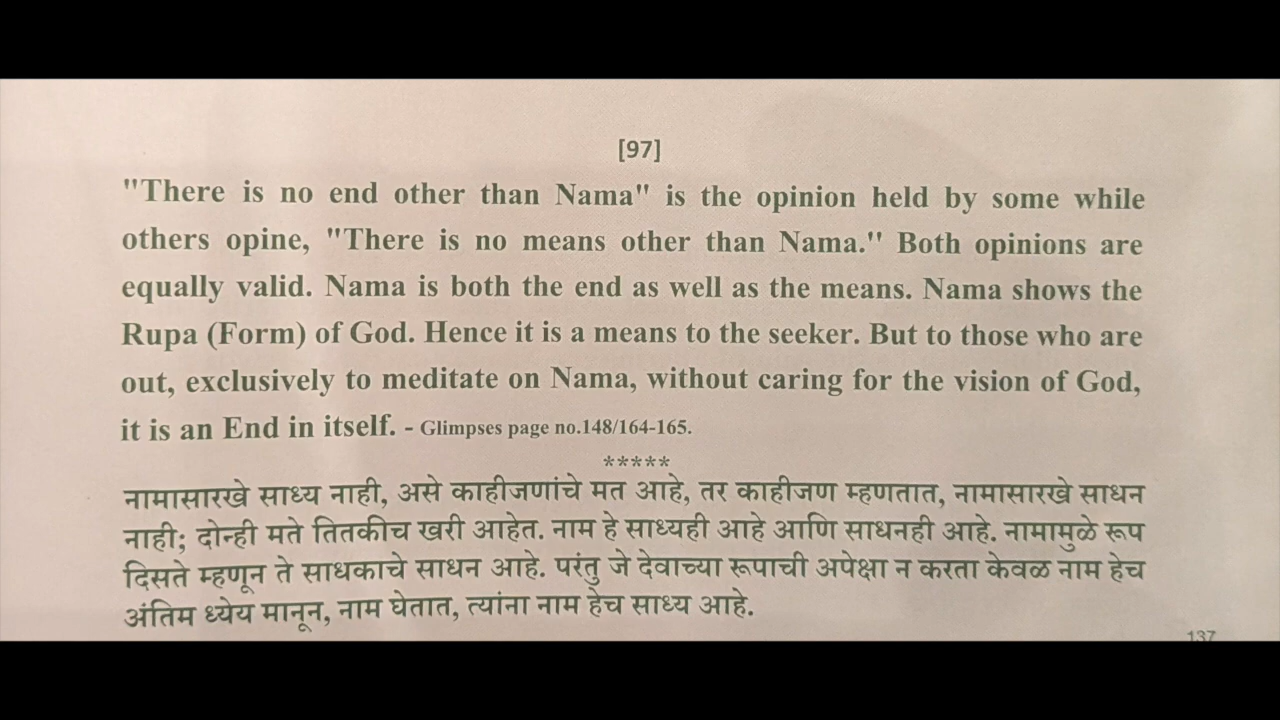 [97]
"There is no end other than Nama" is the opinion held by some while
others opine, "There is no means other than Nama." Both opinions are
equally valid. Nama is both the end as well as the means. Nama shows the
Rupa (Form) of God. Hence it is a means to the seeker. But to those who are
out, exclusively to meditate on Nama, without caring for the vision of God,
it is an End in itself. - Glimpses page no.148/164-165.
*****
नामासारखे साध्य नाही, असे काहीजणांचे मत आहे, तर काहीजण म्हणतात, नामासारखे साधन
नाही; दोन्ही मते तितकीच खरी आहेत. नाम हे साध्यही आहे आणि साधनही आहे. नामामुळे रूप
दिसते म्हणून ते साधकाचे साधन आहे. परंतु जे देवाच्या रूपाची अपेक्षा न करता केवळ नाम हेच
अंतिम ध्येय मानून, नाम घेतात, त्यांना नाम हेच साध्य आहे.
137